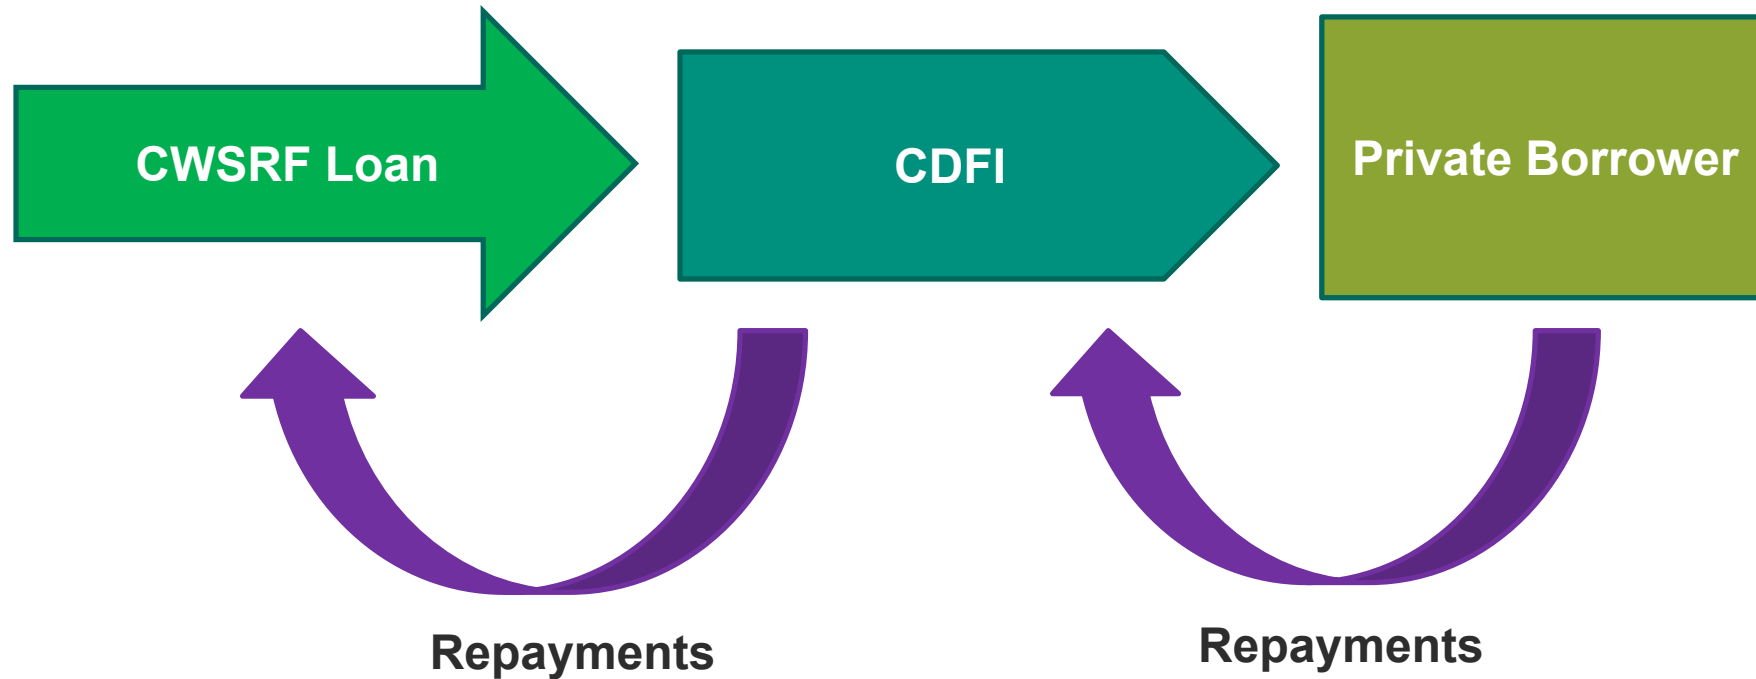 CWSRF Loan
CDFI
Private Borrower
Repayments
Repayments